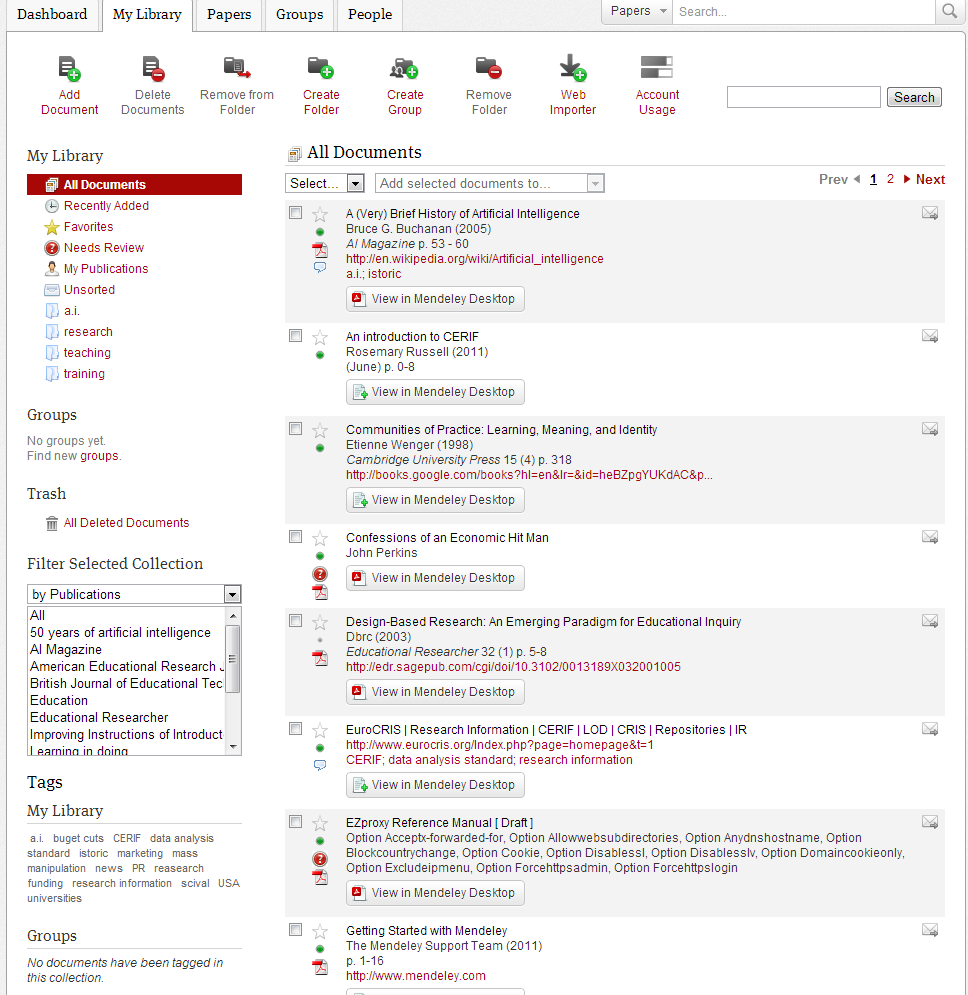 Dashboard
My Library
Papers
Groups
People
Papers
Search...
Add
Document
Delete
Documents
Remove from
Folder
Create
Folder
Create
Group
Remove
Folder
Web
Importer
Account
Usage
Search
My Library
All Documents
Recently Added
Favorites
Needs Review
My Publications
Unsorted
a.i.
research
teaching
training
Groups
No groups yet.
Find new groups.
Trash
All Deleted Documents
Filter Selected Collection
by Publications
All
50 years of artificial intelligence
AI Magazine
American Educational Research J
British Journal of Educational Tec
Education
Educational Researcher
Improving Instructions of Introduct
Learning in doing
Tags
My Library
a.i. buget cuts CERIF data analysis
standard istoric marketing mass
manipulation news PR reasearch
funding research information scival USA
universities
Groups
No documents have been tagged in
this collection.
All Documents
Select...
Add selected documents to...
Prev 1 2 Next
A (Very) Brief History of Artificial Intelligence
Bruce G. Buchanan (2005)
AI Magazine p. 53 - 60
http://en.wikipedia.org/wiki/Artificial_intelligence
a.i.; istoric
View in Mendeley Desktop
An introduction to CERIF
Rosemary Russell (2011)
(June) p. 0-8
View in Mendeley Desktop
Communities of Practice: Learning, Meaning, and Identity
Etienne Wenger (1998)
Cambridge University Press 15 (4) p. 318
http://books.google.com/books?hl=en&lr=&id=heBZpgYUKdAC&p...
View in Mendeley Desktop
Confessions of an Economic Hit Man
John Perkins
View in Mendeley Desktop
Design-Based Research: An Emerging Paradigm for Educational Inquiry
Dbrc (2003)
Educational Researcher 32 (1) p. 5-8
http://edr.sagepub.com/cgi/doi/10.3102/0013189X032001005
View in Mendeley Desktop
EuroCRIS | Research Information | CERIF | LOD | CRIS | Repositories | IR
http://www.eurocris.org/Index.php?page=homepage&t=1
CERIF; data analysis standard; research information
View in Mendeley Desktop
EZproxy Reference Manual [ Draft ]
Option Acceptx-forwarded-for, Option Allowwebsubdirectories, Option Anydnshostname, Option
Blockcountrychange, Option Cookie, Option Disablessl, Option Disablesslv, Option Domaincookieonly,
Option Excludeipmenu, Option Forcehttpsadmin, Option Forcehttpslogin
View in Mendeley Desktop
Getting Started with Mendeley
The Mendeley Support Team (2011)
p. 1-16
http://www.mendeley.com